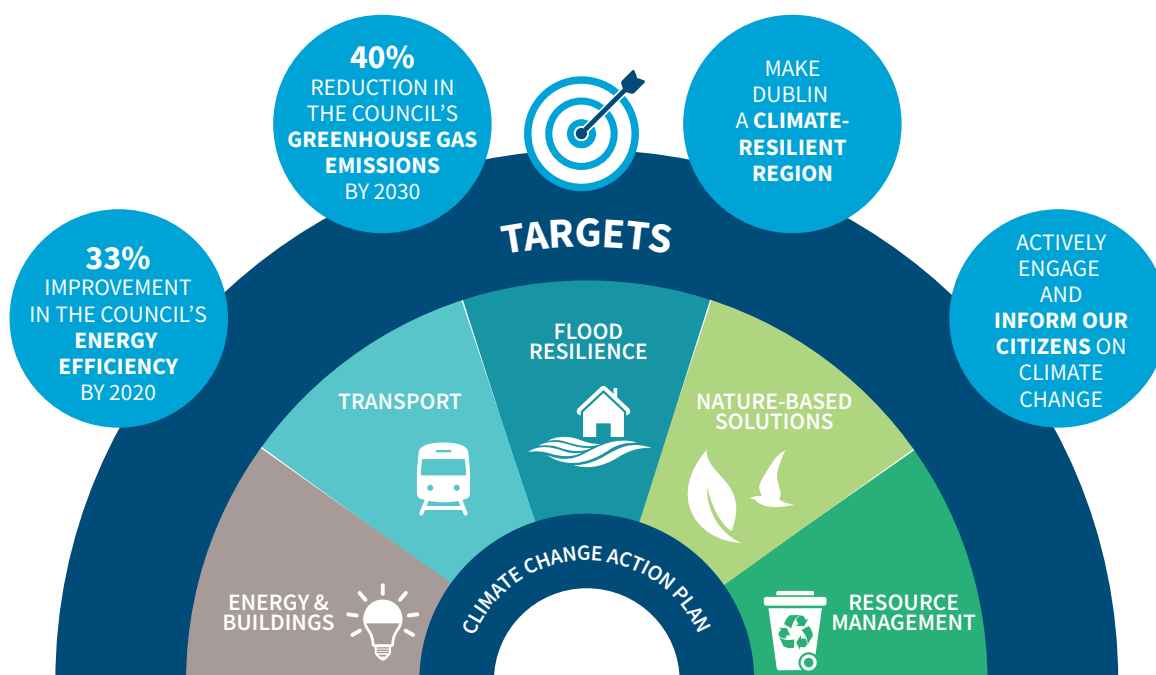 40%
REDUCTION IN
THE COUNCIL'S
GREENHOUSE GAS
EMISSIONS
BY 2030
MAKE
DUBLIN
A CLIMATE-
RESILIENT
REGION
33%
IMPROVEMENT
IN THE COUNCIL'S
ENERGY
EFFICIENCY
BY 2020
ACTIVELY
ENGAGE
AND
INFORM OUR
CITIZENS ON
CLIMATE
CHANGE
TARGETS
ENERGY &
BUILDINGS
TRANSPORT
FLOOD
RESILIENCE
NATURE-BASED
SOLUTIONS
RESOURCE
MANAGEMENT
CLIMATE CHANGE ACTION PLAN